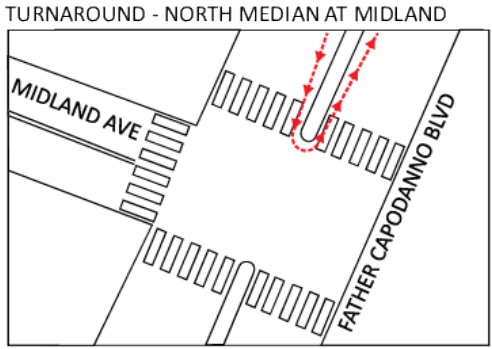 TURNAROUND - NORTH MEDIAN AT MIDLAND
MIDLAND AVE
FATHER CAPODANNO BLVD